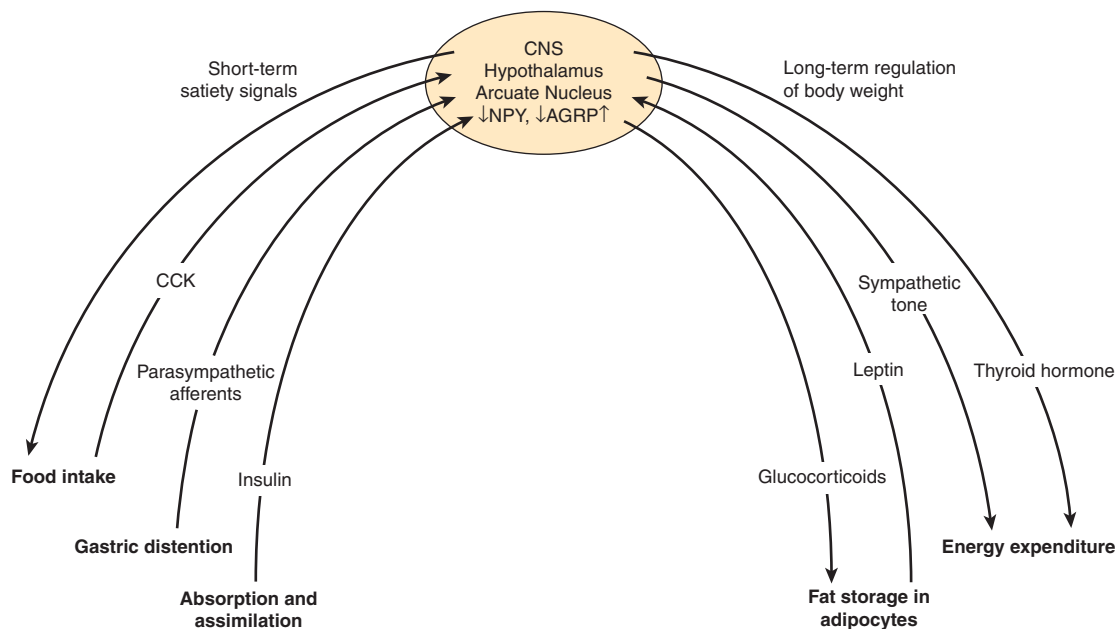 CNS
Hypothalamus
Arcuate Nucleus
↓NPY, ↓AGRP↑
Short-term
satiety signals
Long-term regulation
of body weight
CCK
Sympathetic
tone
Parasympathetic
afferents
Leptin
Thyroid hormone
Insulin
Glucocorticoids
Food intake
Gastric distention
Energy expenditure
Absorption and
assimilation
Fat storage in
adipocytes